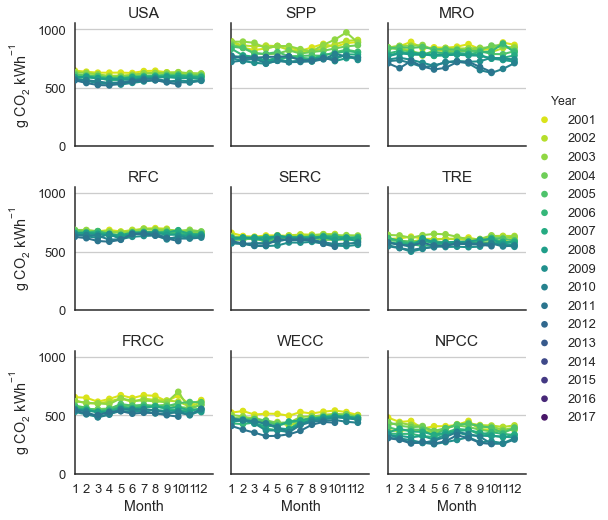 USA SPP MRO
1000
500
0
g CO₂ kWh⁻¹
Year
2001
2002
2003
2004
2005
2006
2007
2008
2009
2010
2011
2012
2013
2014
2015
2016
2017
RFC SERC TRE
1000
500
0
g CO₂ kWh⁻¹
FRCC WECC NPCC
1000
500
0
g CO₂ kWh⁻¹
1 2 3 4 5 6 7 8 9 10 11 12 1 2 3 4 5 6 7 8 9 10 11 12 1 2 3 4 5 6 7 8 9 10 11 12
Month Month Month